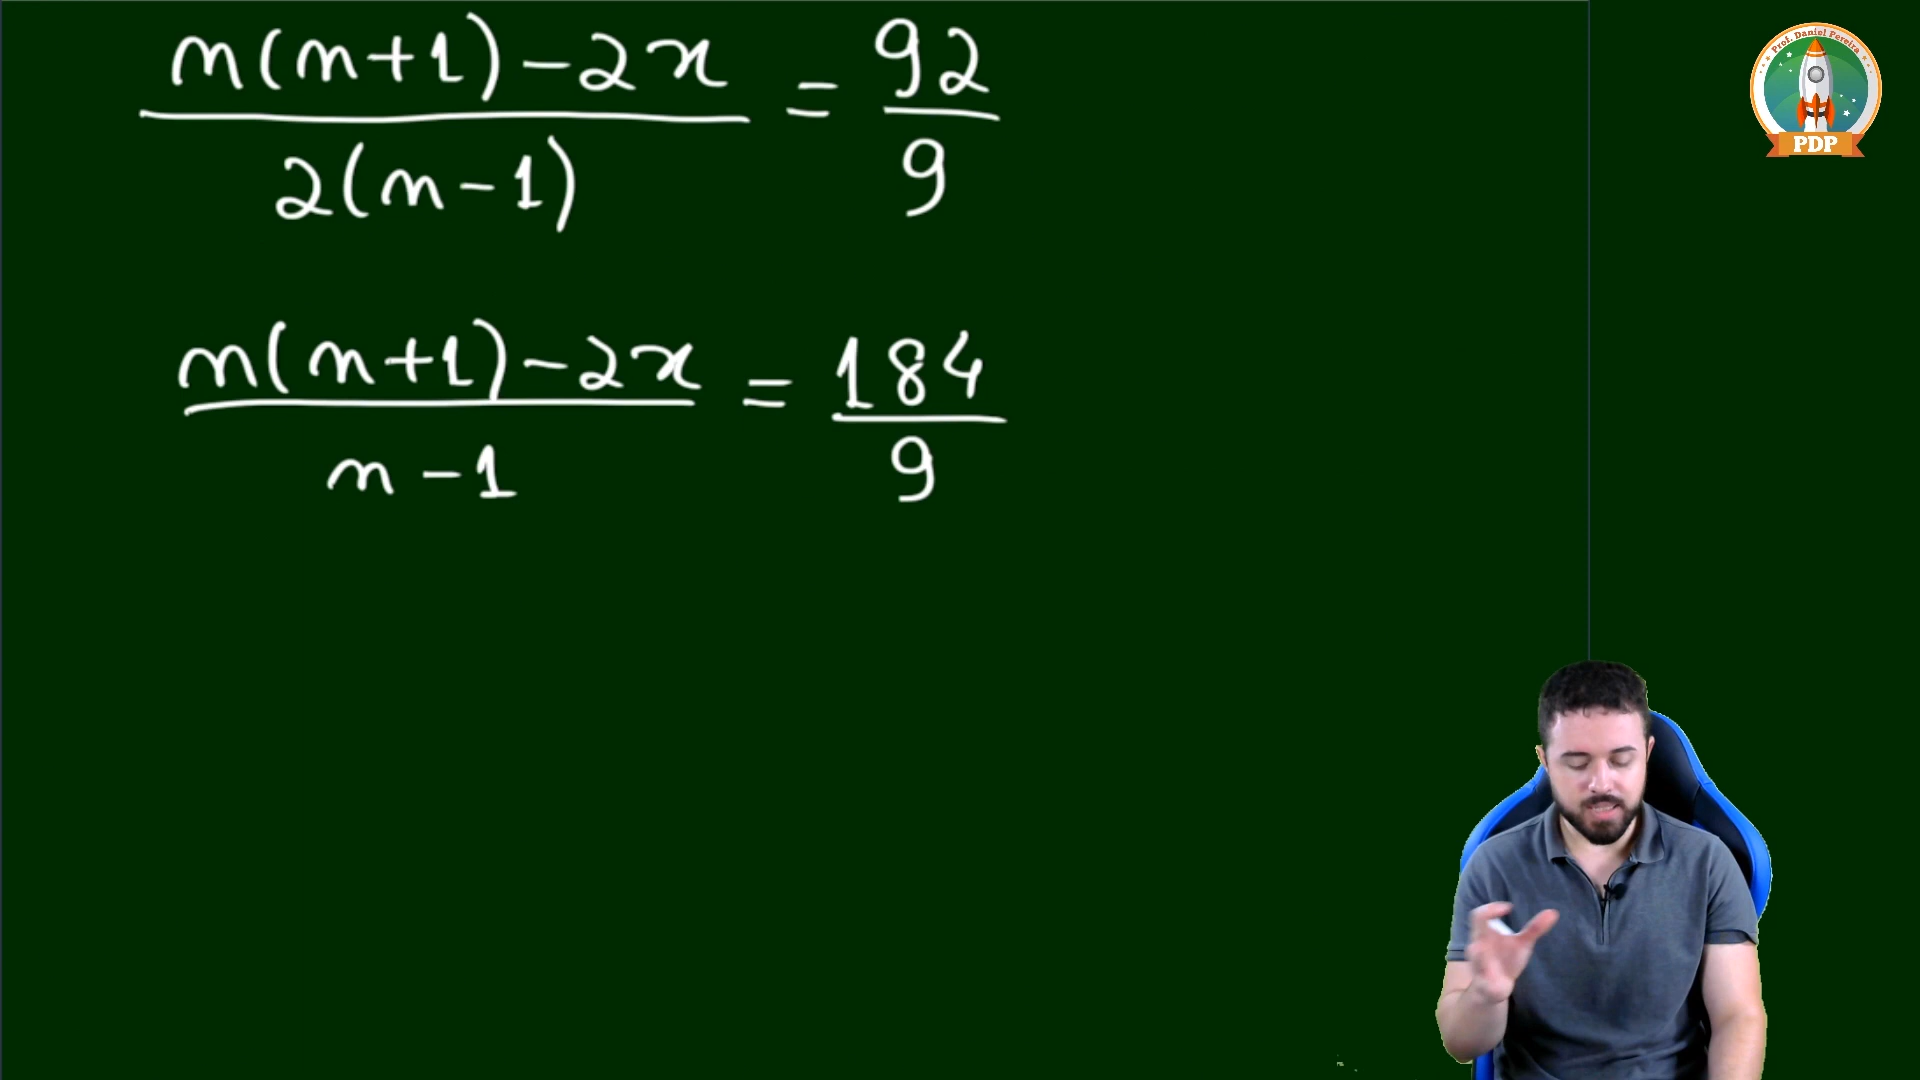 n(n+1)-2x / 2(n-1) = 92/9
n(n+1)-2x / n-1 = 184/9
Prof. Daniel Pereira
PDP